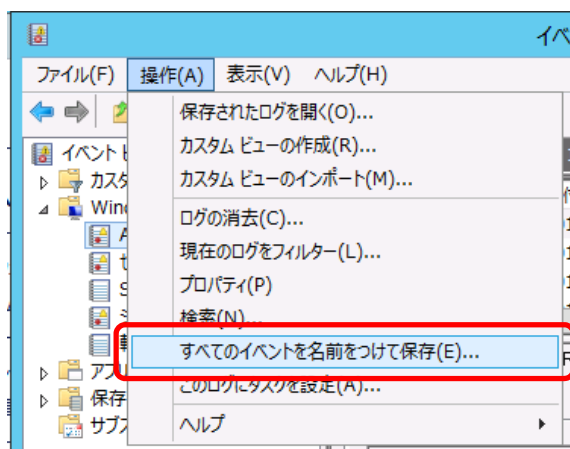 イベ
ファイル(F) 操作(A) 表示(V) ヘルプ(H)
保存されたログを開く(O)...
カスタム ビューの作成(R)...
カスタム ビューのインポート(M)...
ログの消去(C)...
現在のログをフィルター(L)...
プロパティ(P)
検索(N)...
すべてのイベントを名前をつけて保存(E)...
このログにタスクを設定(A)...
ヘルプ
イベント
カスタ
Wind
A
セ
S
アプリ
保存
サブス